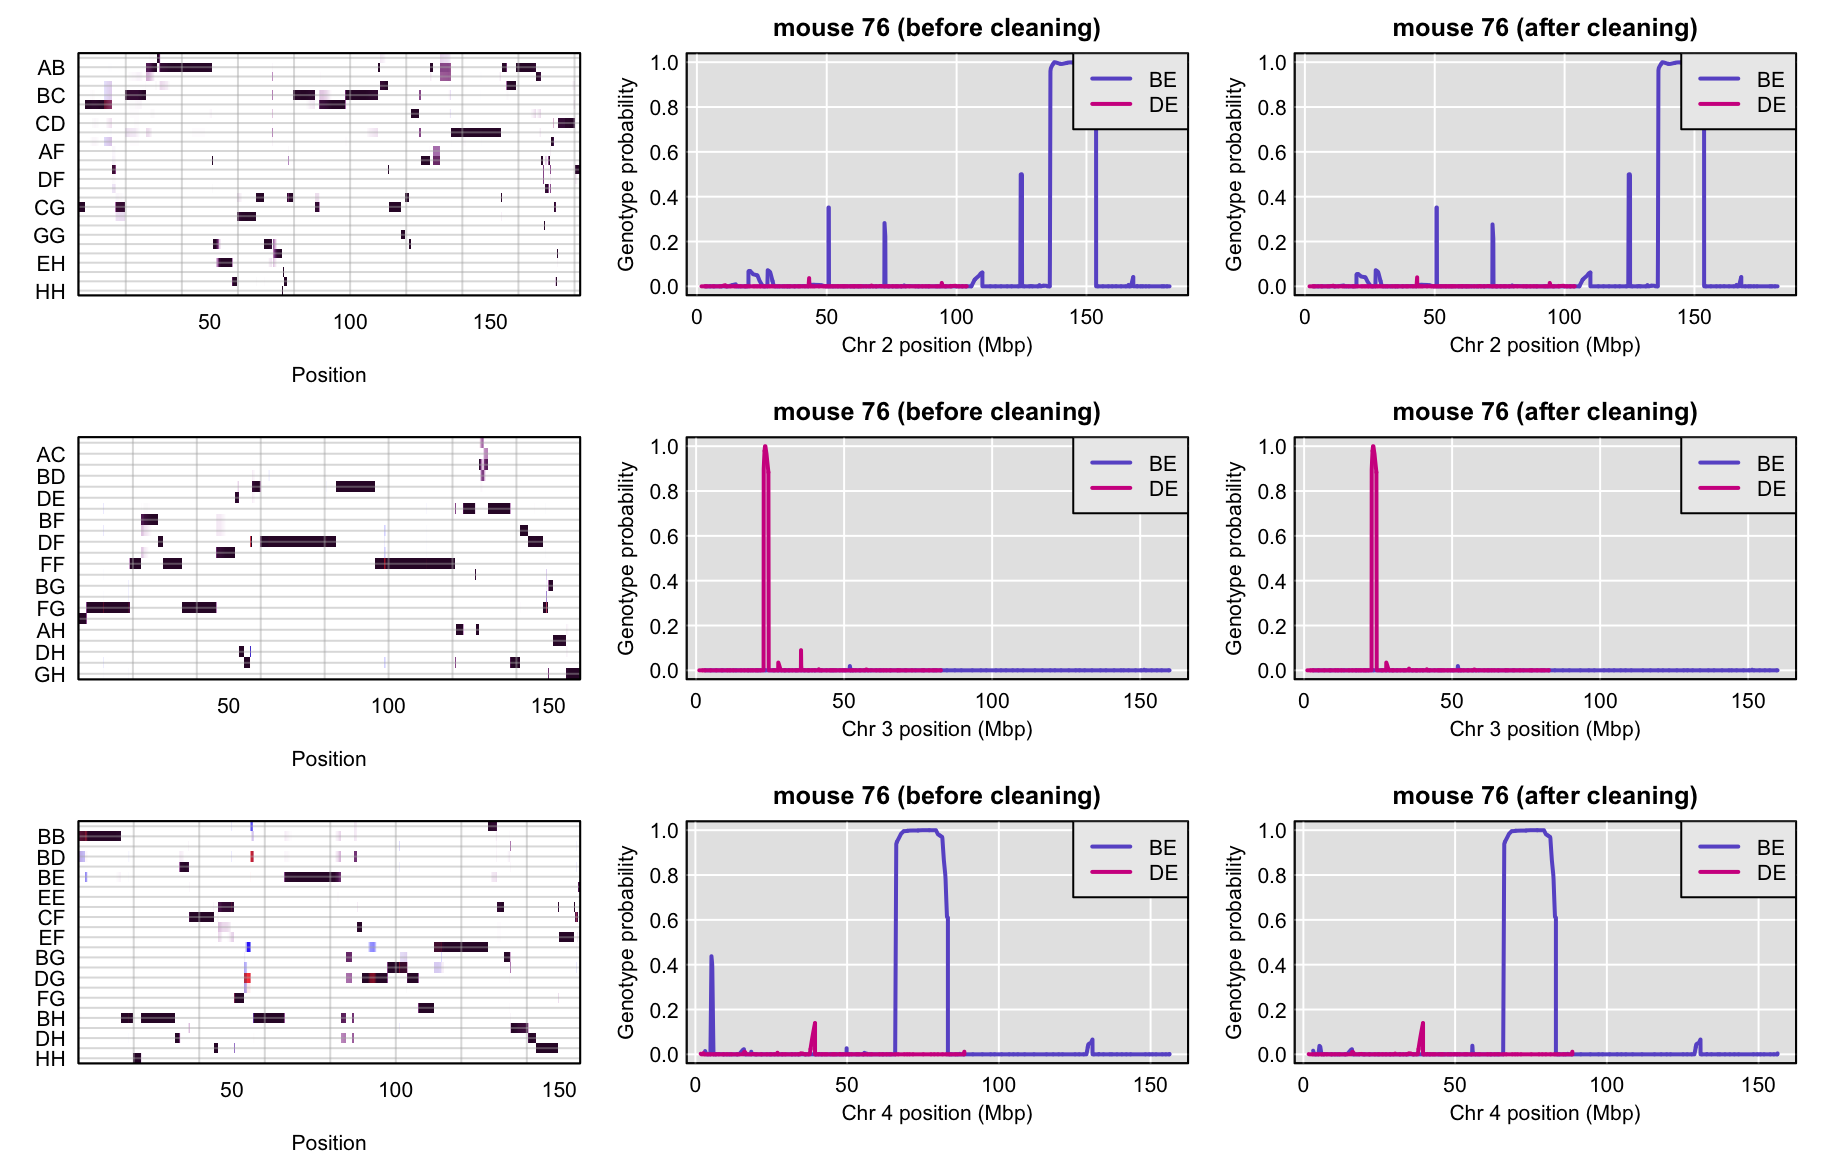 AB
BC
CD
AF
DF
CG
GG
EH
HH
50 100 150
Position
mouse 76 (before cleaning)
Genotype probability
1.0
0.8
0.6
0.4
0.2
0.0
BE
DE
0 50 100 150
Chr 2 position (Mbp)
mouse 76 (after cleaning)
Genotype probability
1.0
0.8
0.6
0.4
0.2
0.0
BE
DE
0 50 100 150
Chr 2 position (Mbp)
AC
BD
DE
BF
DF
FF
BG
FG
AH
DH
GH
50 100 150
Position
mouse 76 (before cleaning)
Genotype probability
1.0
0.8
0.6
0.4
0.2
0.0
BE
DE
0 50 100 150
Chr 3 position (Mbp)
mouse 76 (after cleaning)
Genotype probability
1.0
0.8
0.6
0.4
0.2
0.0
BE
DE
0 50 100 150
Chr 3 position (Mbp)
BB
BD
BE
EE
CF
EF
BG
DG
FG
BH
DH
HH
50 100 150
Position
mouse 76 (before cleaning)
Genotype probability
1.0
0.8
0.6
0.4
0.2
0.0
BE
DE
0 50 100 150
Chr 4 position (Mbp)
mouse 76 (after cleaning)
Genotype probability
1.0
0.8
0.6
0.4
0.2
0.0
BE
DE
0 50 100 150
Chr 4 position (Mbp)